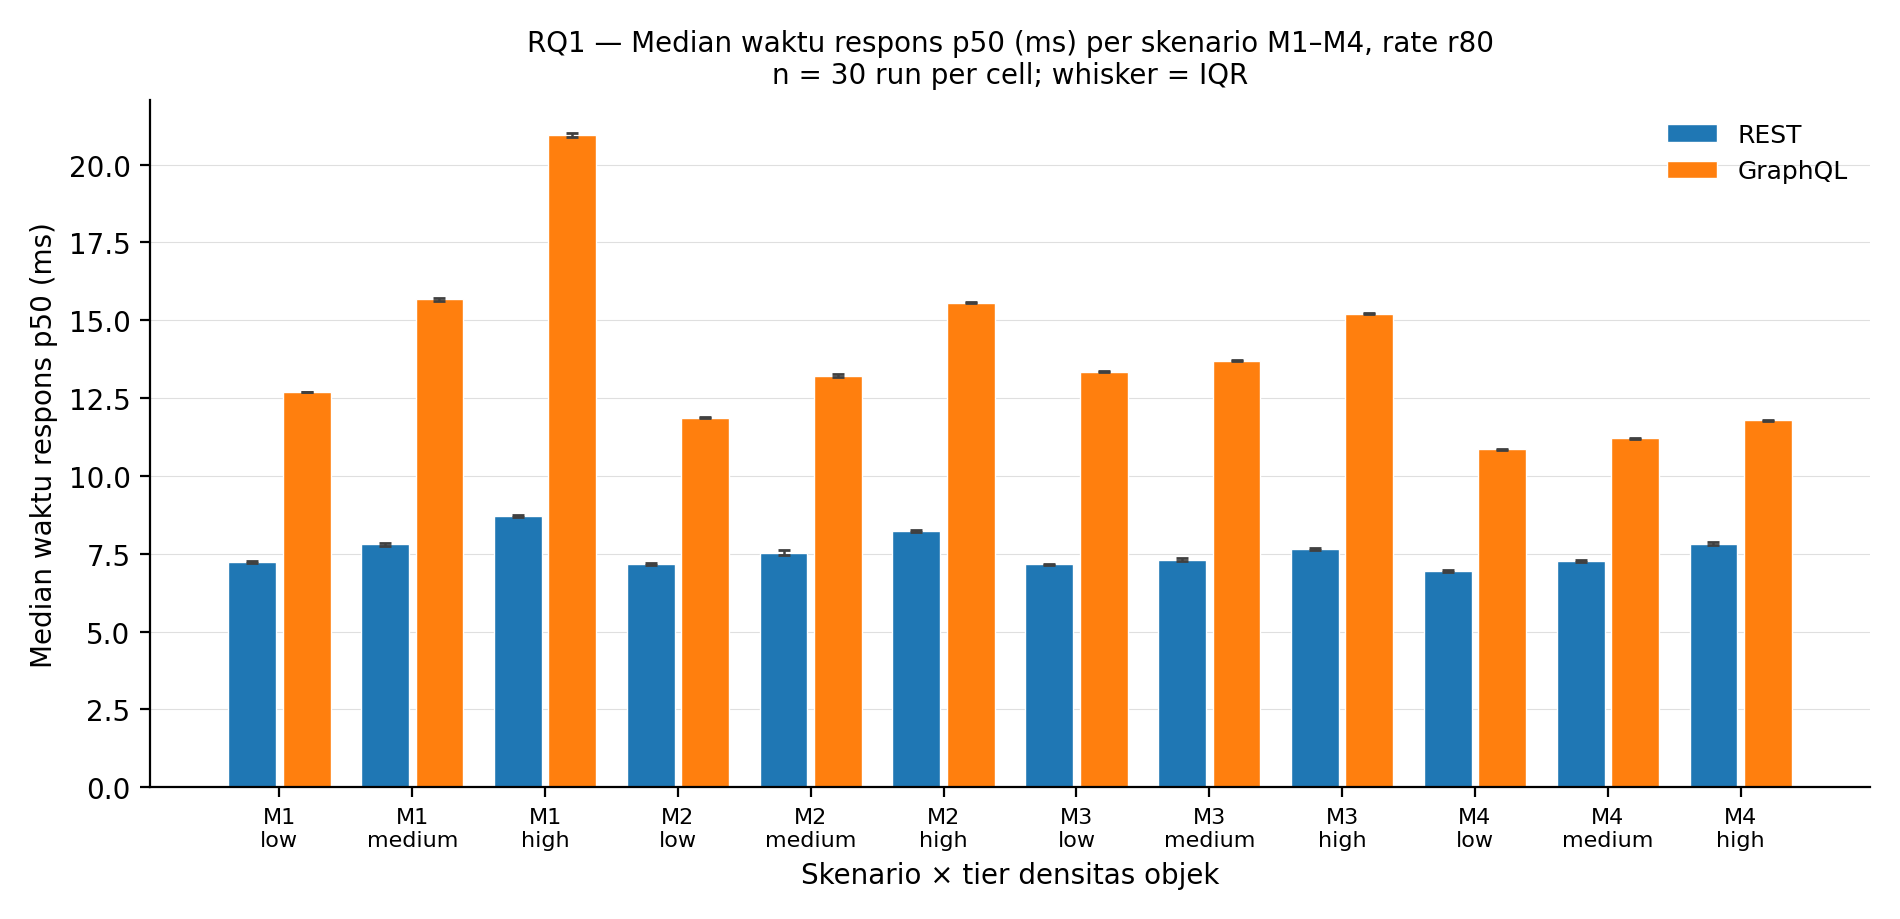 RQ1 — Median waktu respons p50 (ms) per skenario M1–M4, rate r80
n = 30 run per cell; whisker = IQR
REST
GraphQL
Median waktu respons p50 (ms)
20.0
17.5
15.0
12.5
10.0
7.5
5.0
2.5
0.0
M1 low
M1 medium
M1 high
M2 low
M2 medium
M2 high
M3 low
M3 medium
M3 high
M4 low
M4 medium
M4 high
Skenario × tier densitas objek